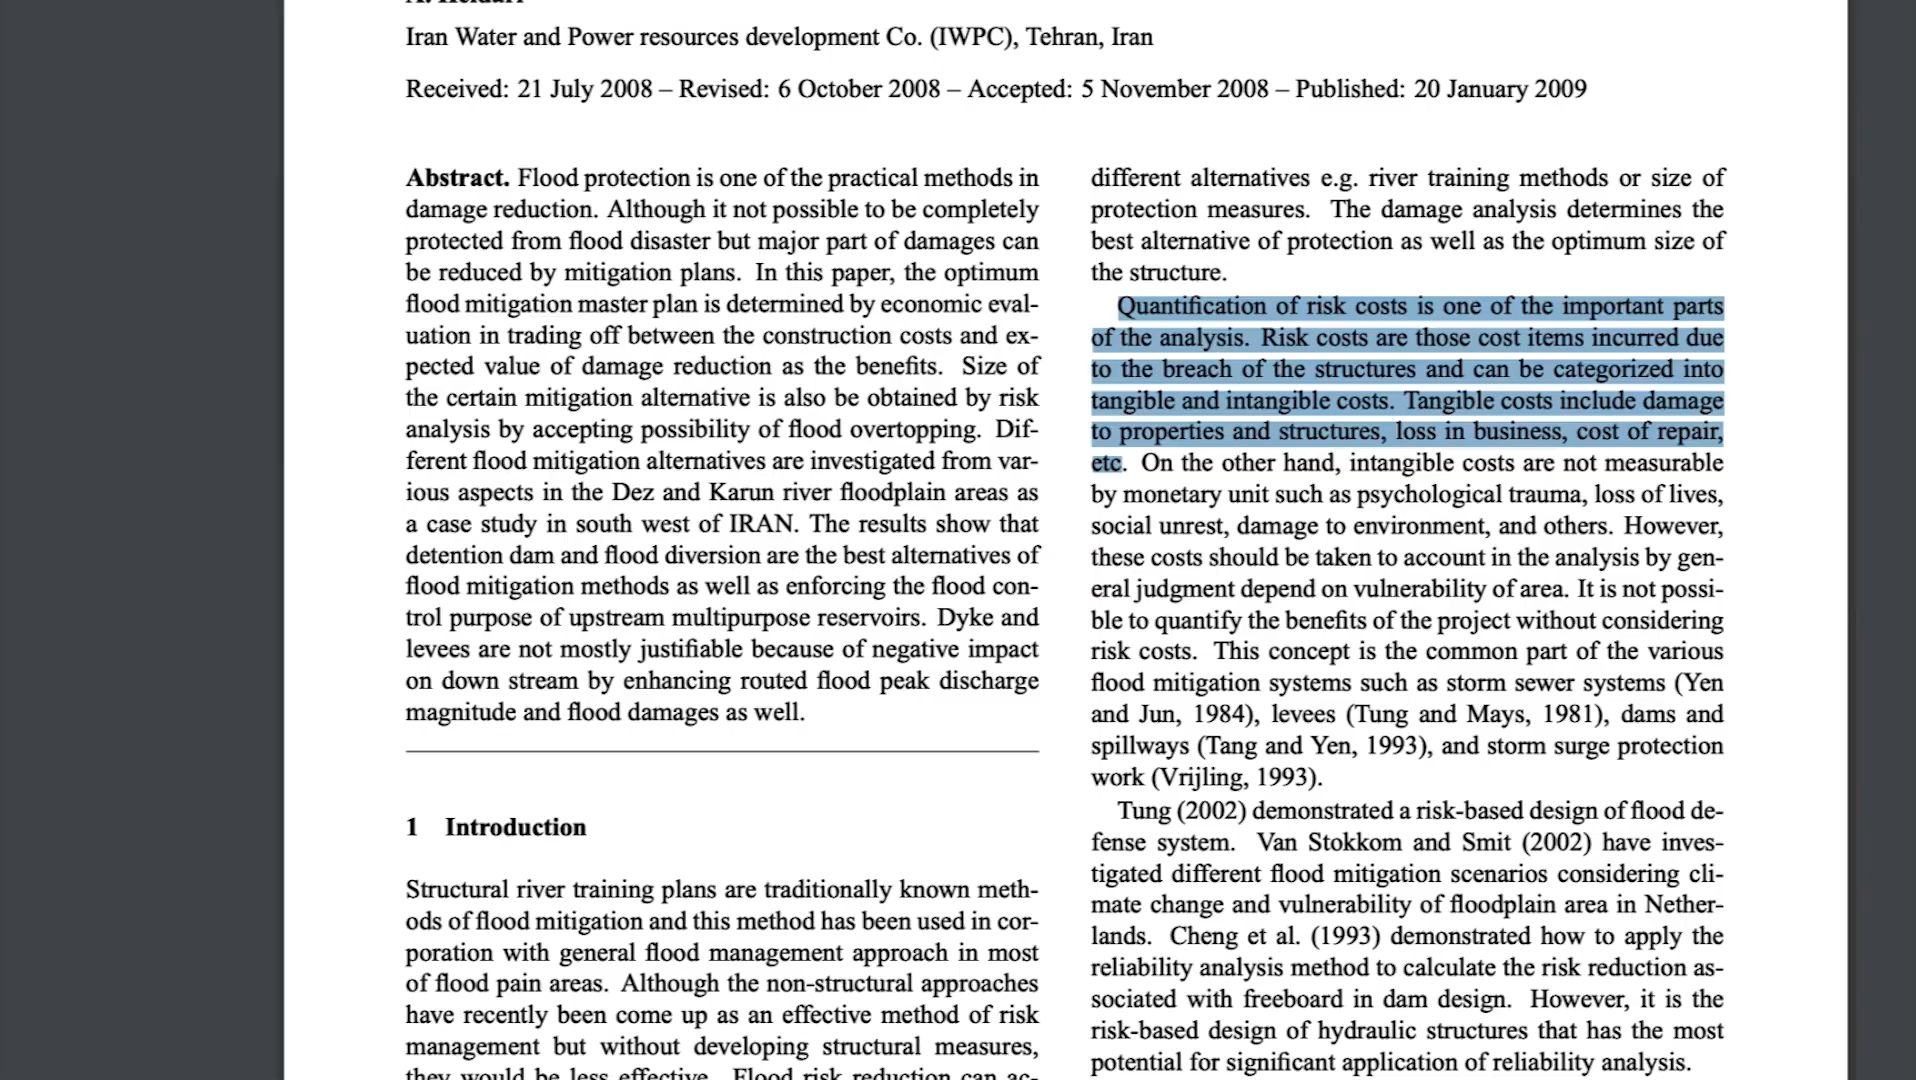 Iran Water and Power resources development Co. (IWPC), Tehran, Iran
Received: 21 July 2008 – Revised: 6 October 2008 – Accepted: 5 November 2008 – Published: 20 January 2009
Abstract. Flood protection is one of the practical methods in
damage reduction. Although it not possible to be completely
protected from flood disaster but major part of damages can
be reduced by mitigation plans. In this paper, the optimum
flood mitigation master plan is determined by economic eval-
uation in trading off between the construction costs and ex-
pected value of damage reduction as the benefits. Size of
the certain mitigation alternative is also be obtained by risk
analysis by accepting possibility of flood overtopping. Dif-
ferent flood mitigation alternatives are investigated from var-
ious aspects in the Dez and Karun river floodplain areas as
a case study in south west of IRAN. The results show that
detention dam and flood diversion are the best alternatives of
flood mitigation methods as well as enforcing the flood con-
trol purpose of upstream multipurpose reservoirs. Dyke and
levees are not mostly justifiable because of negative impact
on down stream by enhancing routed flood peak discharge
magnitude and flood damages as well.
1 Introduction
Structural river training plans are traditionally known meth-
ods of flood mitigation and this method has been used in cor-
poration with general flood management approach in most
of flood pain areas. Although the non-structural approaches
have recently been come up as an effective method of risk
management but without developing structural measures,
they would be less effective. Flood risk reduction can ac-
different alternatives e.g. river training methods or size of
protection measures. The damage analysis determines the
best alternative of protection as well as the optimum size of
the structure.
Quantification of risk costs is one of the important parts
of the analysis. Risk costs are those cost items incurred due
to the breach of the structures and can be categorized into
tangible and intangible costs. Tangible costs include damage
to properties and structures, loss in business, cost of repair,
etc. On the other hand, intangible costs are not measurable
by monetary unit such as psychological trauma, loss of lives,
social unrest, damage to environment, and others. However,
these costs should be taken to account in the analysis by gen-
eral judgment depend on vulnerability of area. It is not possi-
ble to quantify the benefits of the project without considering
risk costs. This concept is the common part of the various
flood mitigation systems such as storm sewer systems (Yen
and Jun, 1984), levees (Tung and Mays, 1981), dams and
spillways (Tang and Yen, 1993), and storm surge protection
work (Vrijling, 1993).
Tung (2002) demonstrated a risk-based design of flood de-
fense system. Van Stokkom and Smit (2002) have inves-
tigated different flood mitigation scenarios considering cli-
mate change and vulnerability of floodplain area in Nether-
lands. Cheng et al. (1993) demonstrated how to apply the
reliability analysis method to calculate the risk reduction as-
sociated with freeboard in dam design. However, it is the
risk-based design of hydraulic structures that has the most
potential for significant application of reliability analysis.